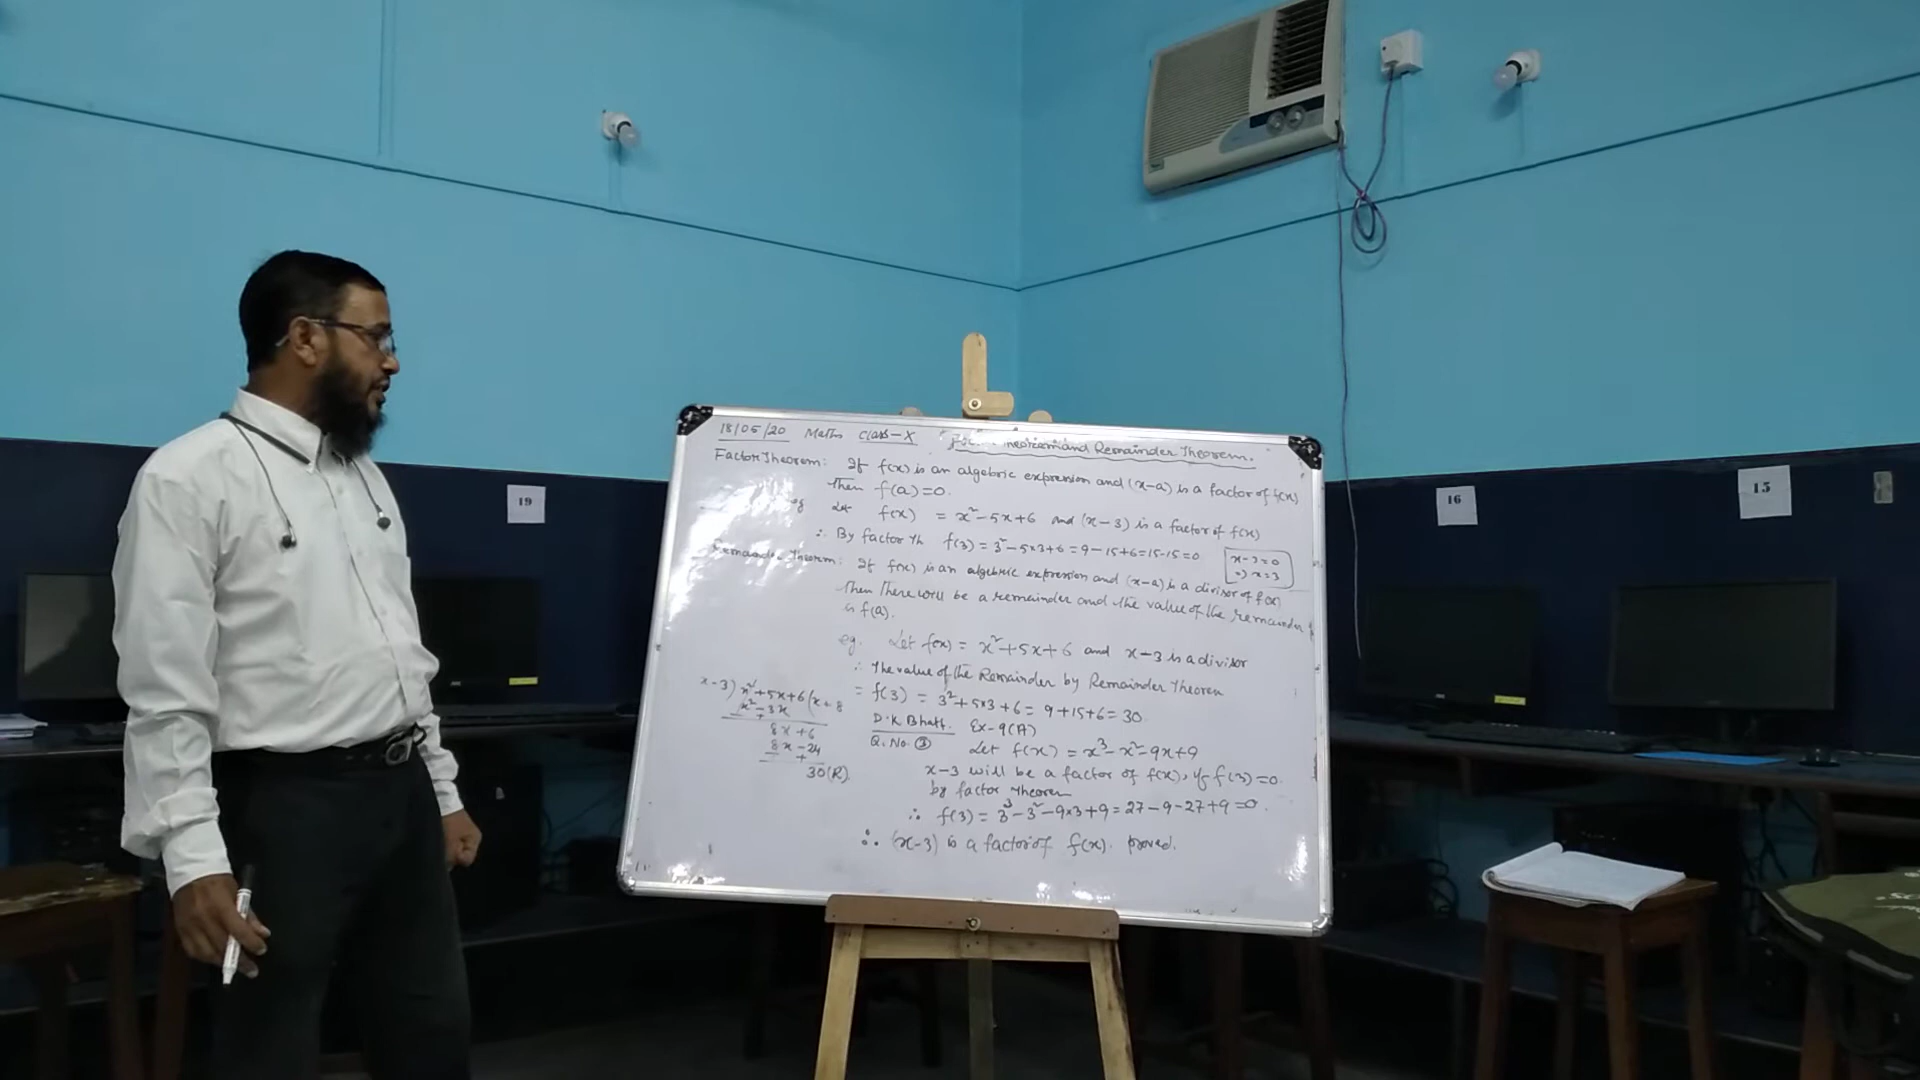 18/05/20 Maths Class-X Theorem and Remainder Theorem.
Factor Theorem: If f(x) is an algebric expression and (x-a) is a factor of f(x)
Then f(a)=0.
eg Let f(x) = x²-5x+6 and (x-3) is a factor of f(x)
∴ By factor Th f(3) = 3²-5×3+6 = 9-15+6=15-15=0
x-3=0
⇒ x=3
Remainder Theorem: If f(x) is an algebric expression and (x-a) is a divisor of f(x)
Then There will be a remainder and the value of the remainder
is f(a).
eg. Let f(x) = x²+5x+6 and x-3 is a divisor
∴ The value of the Remainder by Remainder Theorem
= f(3) = 3²+5×3+6 = 9+15+6=30.
x-3) x²+5x+6 (x+8
x²-3x
- +
8x+6
8x-24
- +
30(R)
D.K Bhatt. Ex-9(A)
Q. No. ③
Let f(x) = x³-x²-9x+9
x-3 will be a factor of f(x), if f(3)=0.
by factor Theorem
∴ f(3) = 3³-3²-9×3+9 = 27-9-27+9=0.
∴ (x-3) is a factor of f(x). proved.
19
16
15